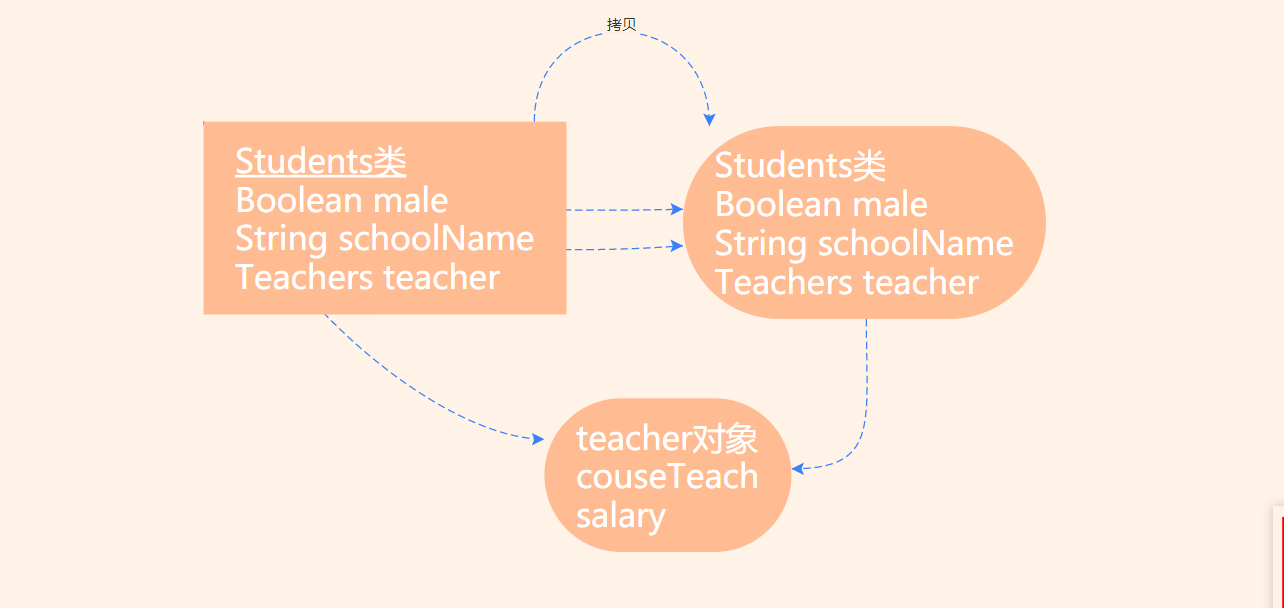 拷贝
Students类
Boolean male
String schoolName
Teachers teacher
Students类
Boolean male
String schoolName
Teachers teacher
teacher对象
couseTeach
salary